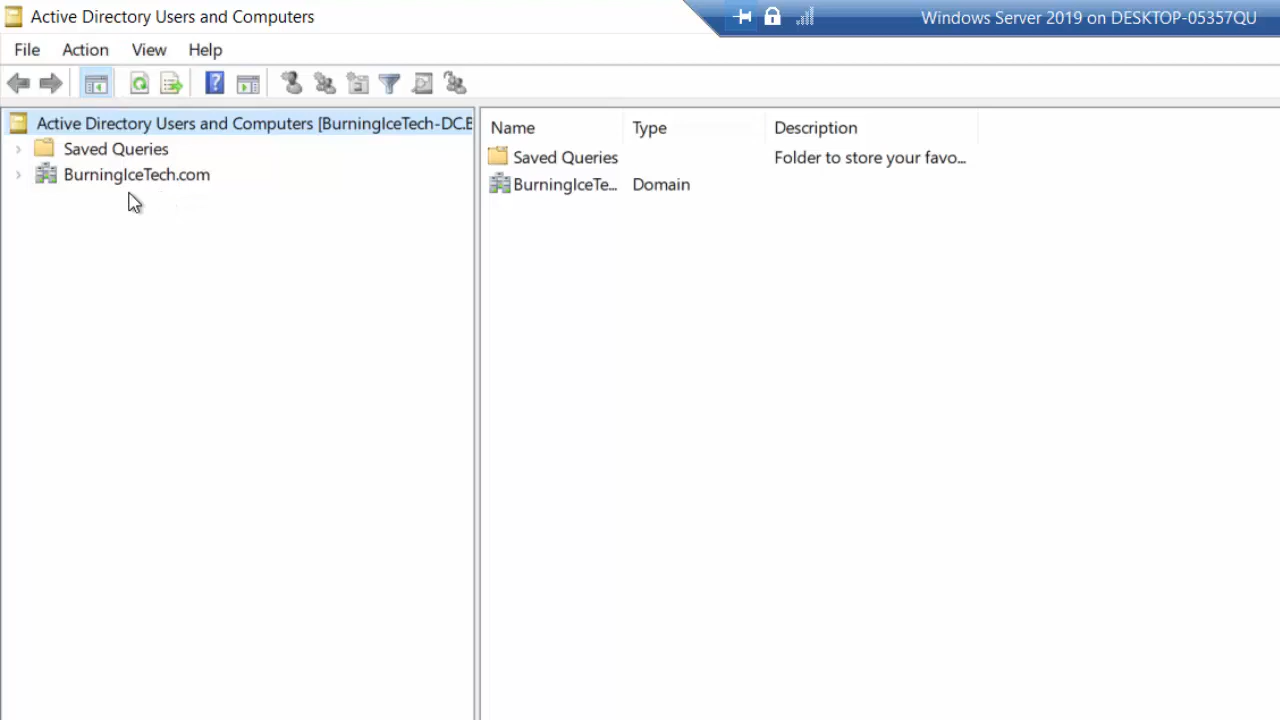 Active Directory Users and Computers
Windows Server 2019 on DESKTOP-05357QU
File Action View Help
Active Directory Users and Computers [BurningIceTech-DC.B
Saved Queries
BurningIceTech.com
Name Type Description
Saved Queries Folder to store your favo...
BurningIceTe... Domain